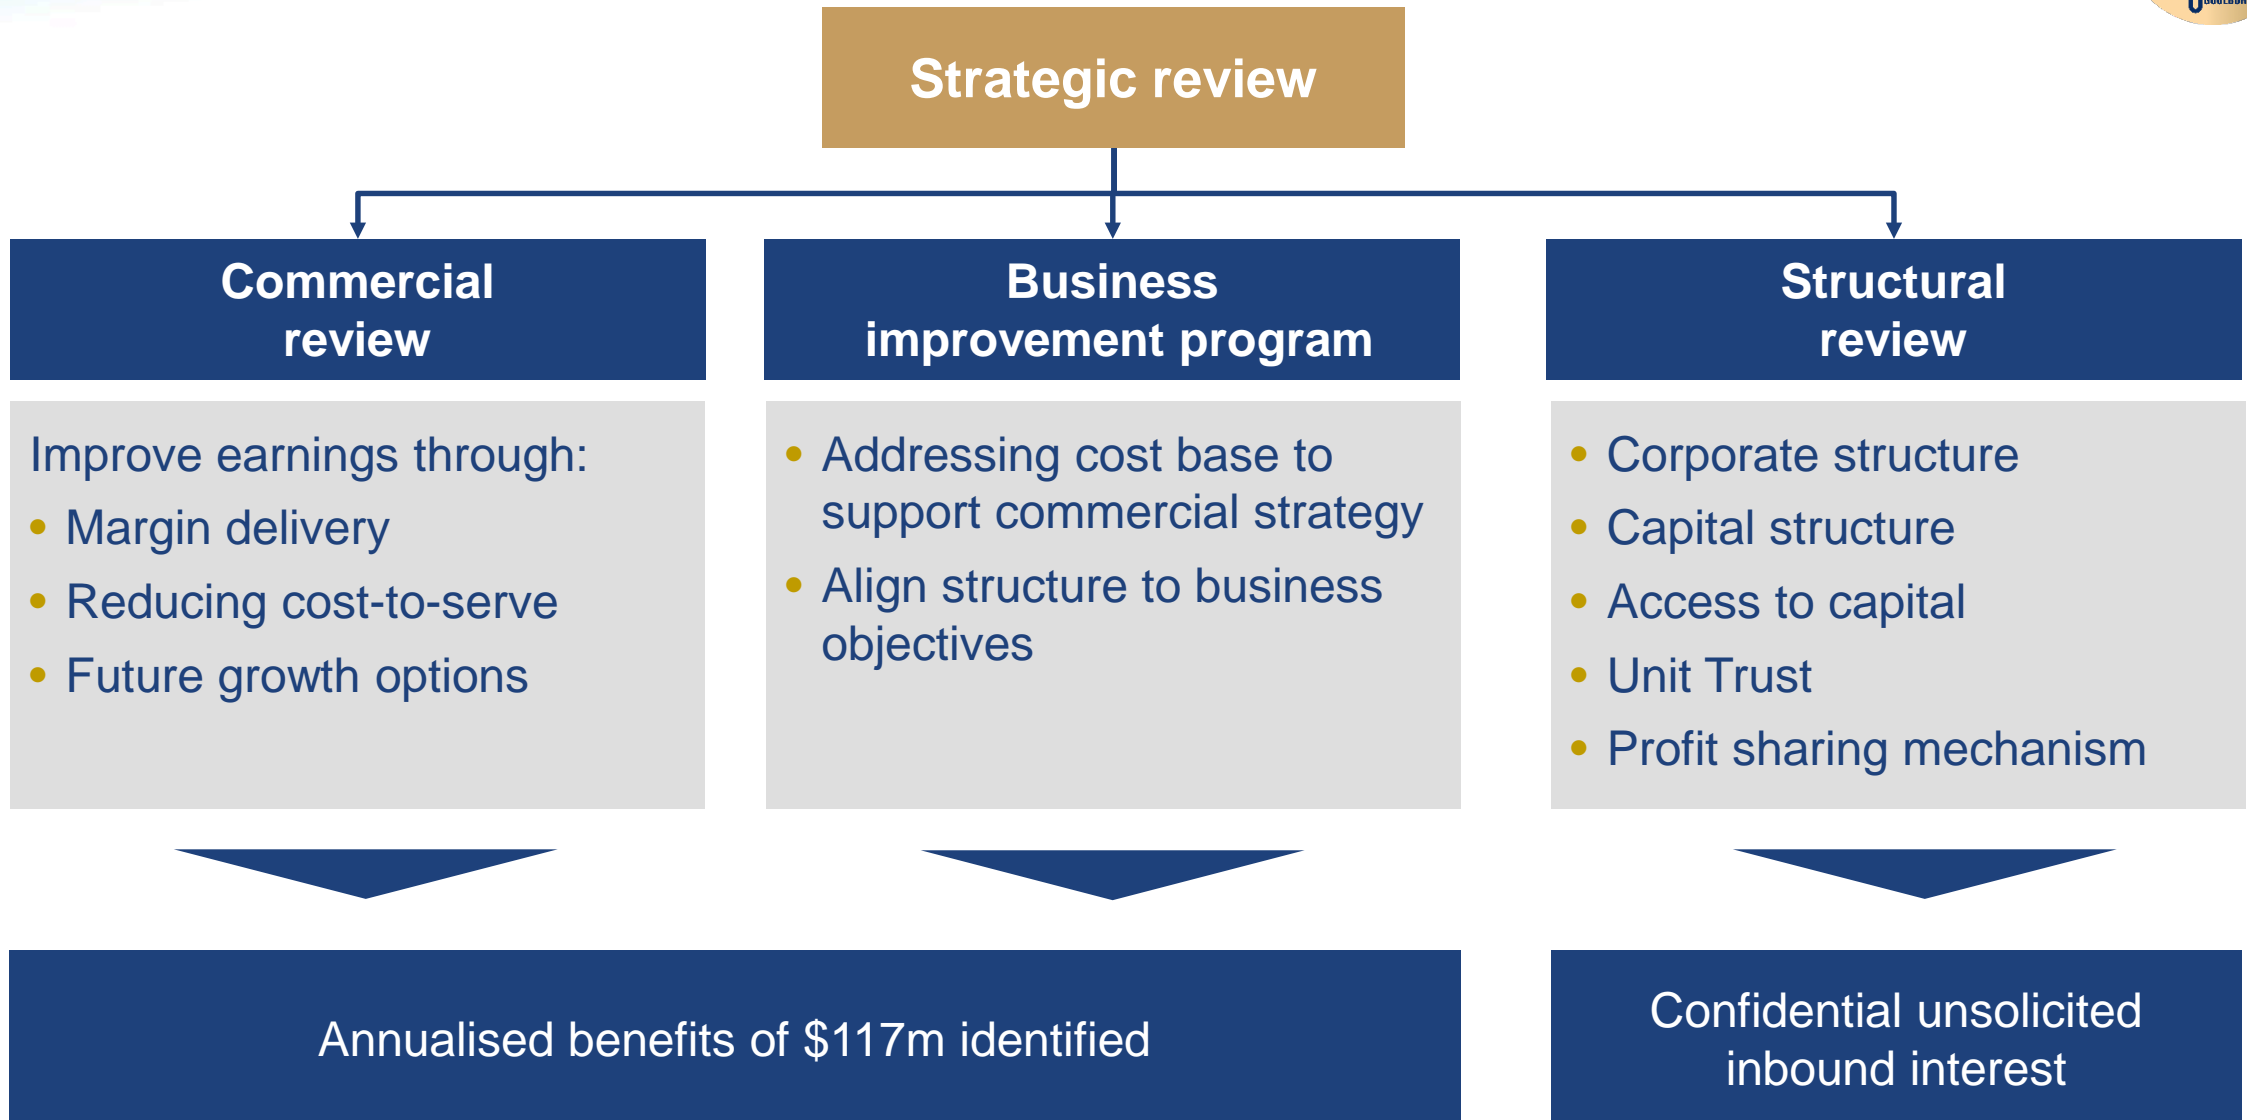 Strategic review
Commercial
review
Improve earnings through:
• Margin delivery
• Reducing cost-to-serve
• Future growth options
Business
improvement program
• Addressing cost base to
support commercial strategy
• Align structure to business
objectives
Structural
review
• Corporate structure
• Capital structure
• Access to capital
• Unit Trust
• Profit sharing mechanism
Annualised benefits of $117m identified
Confidential unsolicited
inbound interest